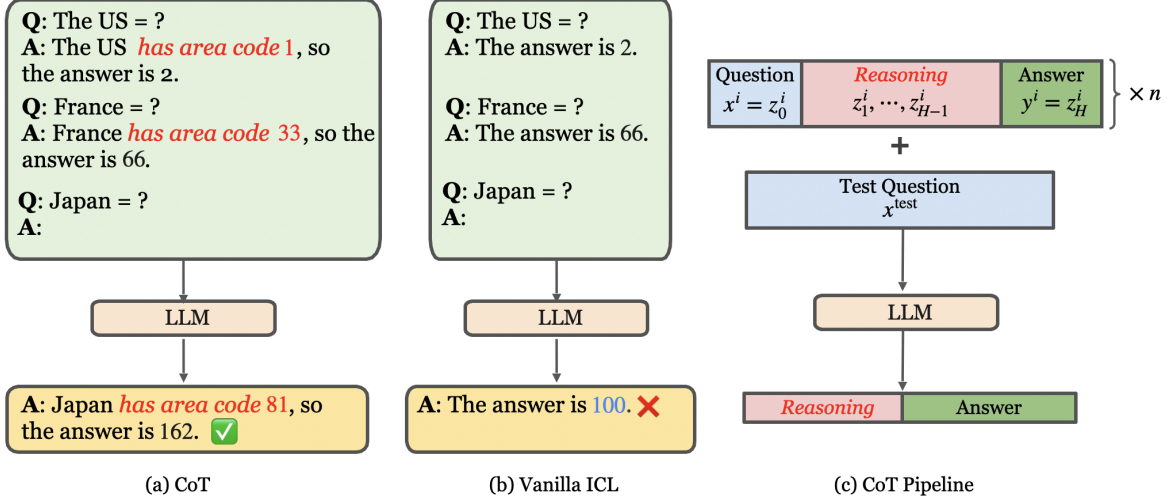 Q: The US = ?
A: The US has area code 1, so
the answer is 2.
Q: France = ?
A: France has area code 33, so the
answer is 66.
Q: Japan = ?
A:
LLM
A: Japan has area code 81, so
the answer is 162.
(a) CoT
Q: The US = ?
A: The answer is 2.
Q: France = ?
A: The answer is 66.
Q: Japan = ?
A:
LLM
A: The answer is 100.
(b) Vanilla ICL
Question Reasoning Answer
x^i = z_0^i z_1^i, ⋯, z_{H−1}^i y^i = z_H^i × n
+
Test Question
x^test
LLM
Reasoning Answer
(c) CoT Pipeline